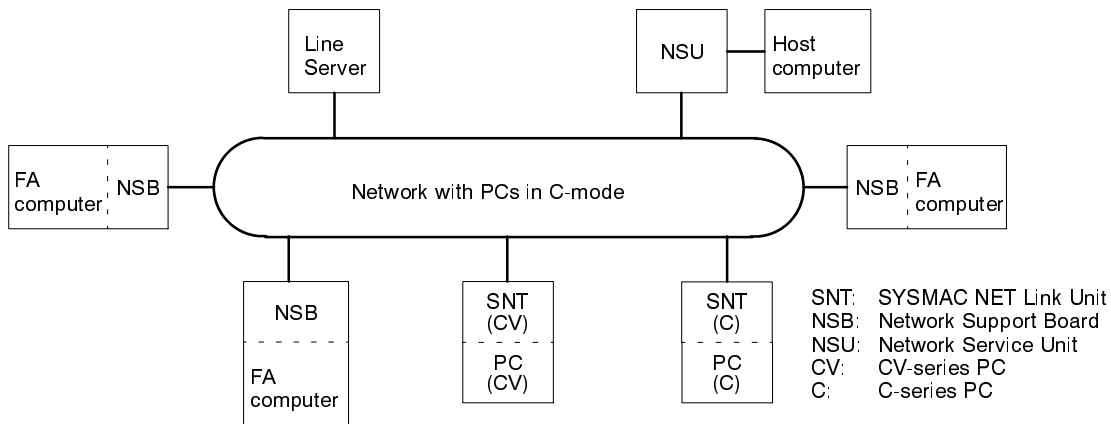 Line
Server
NSU
Host
computer
FA
computer
NSB
Network with PCs in C-mode
NSB
FA
computer
NSB
FA
computer
SNT
(CV)
PC
(CV)
SNT
(C)
PC
(C)
SNT: SYSMAC NET Link Unit
NSB: Network Support Board
NSU: Network Service Unit
CV: CV-series PC
C: C-series PC